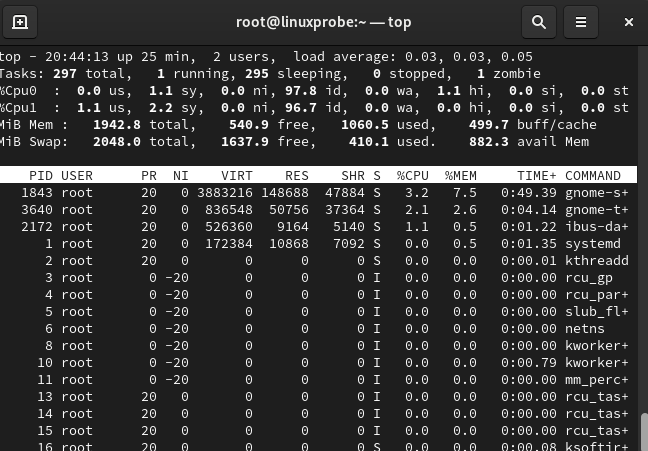 root@linuxprobe:~ — top
top - 20:44:13 up 25 min,  2 users,  load average: 0.03, 0.03, 0.05
Tasks: 297 total,   1 running, 295 sleeping,   0 stopped,   1 zombie
%Cpu0  :  0.0 us,  1.1 sy,  0.0 ni, 97.8 id,  0.0 wa,  1.1 hi,  0.0 si,  0.0 st
%Cpu1  :  1.1 us,  2.2 sy,  0.0 ni, 96.7 id,  0.0 wa,  0.0 hi,  0.0 si,  0.0 st
MiB Mem :   1942.8 total,    540.9 free,   1060.5 used,    499.7 buff/cache
MiB Swap:   2048.0 total,   1637.9 free,    410.1 used.    882.3 avail Mem
PID USER      PR  NI    VIRT    RES    SHR S  %CPU  %MEM     TIME+ COMMAND
1843 root      20   0 3883216 148688  47884 S   3.2   7.5   0:49.39 gnome-s+
3640 root      20   0  836548  50756  37364 S   2.1   2.6   0:04.14 gnome-t+
2172 root      20   0  526360   9164   5140 S   1.1   0.5   0:01.22 ibus-da+
1 root      20   0  172384  10868   7092 S   0.0   0.5   0:01.35 systemd
2 root      20   0       0      0      0 S   0.0   0.0   0:00.01 kthreadd
3 root       0 -20       0      0      0 I   0.0   0.0   0:00.00 rcu_gp
4 root       0 -20       0      0      0 I   0.0   0.0   0:00.00 rcu_par+
5 root       0 -20       0      0      0 I   0.0   0.0   0:00.00 slub_fl+
6 root       0 -20       0      0      0 I   0.0   0.0   0:00.00 netns
8 root       0 -20       0      0      0 I   0.0   0.0   0:00.00 kworker+
10 root       0 -20       0      0      0 I   0.0   0.0   0:00.79 kworker+
11 root       0 -20       0      0      0 I   0.0   0.0   0:00.00 mm_perc+
13 root      20   0       0      0      0 I   0.0   0.0   0:00.00 rcu_tas+
14 root      20   0       0      0      0 I   0.0   0.0   0:00.00 rcu_tas+
15 root      20   0       0      0      0 I   0.0   0.0   0:00.00 rcu_tas+
16 root      20   0       0      0      0 S   0.0   0.0   0:00.08 ksoftir+